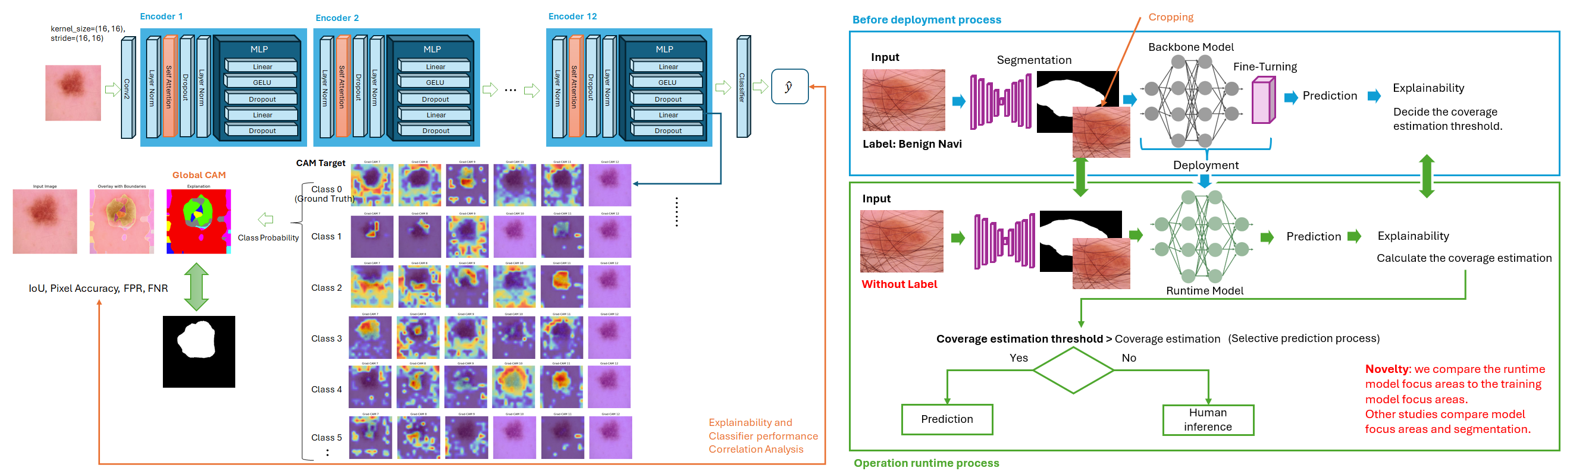 Encoder 1
Encoder 2
Encoder 12
kernel_size=(16, 16),
stride=(16, 16)
Conv2
Layer Norm
Self Attention
Dropout
Layer Norm
MLP
Linear
GELU
Dropout
Linear
Dropout
Layer Norm
Self Attention
Dropout
Layer Norm
MLP
Linear
GELU
Dropout
Linear
Dropout
...
Layer Norm
Self Attention
Dropout
Layer Norm
MLP
Linear
GELU
Dropout
Linear
Dropout
Classifier
ŷ
CAM Target
Class 0
(Ground Truth)
Class 1
Class 2
Class 3
Class 4
Class 5
Class Probability
Global CAM
Input Image
Overlay with Boundaries
Explanation
IoU, Pixel Accuracy, FPR, FNR
Explainability and
Classifier performance
Correlation Analysis
Before deployment process
Cropping
Input
Segmentation
Backbone Model
Fine-Turning
Prediction
Explainability
Decide the coverage
estimation threshold.
Label: Benign Navi
Deployment
Input
Without Label
Runtime Model
Prediction
Explainability
Calculate the coverage estimation
Coverage estimation threshold > Coverage estimation (Selective prediction process)
Yes
No
Prediction
Human
inference
Novelty: we compare the runtime
model focus areas to the training
model focus areas.
Other studies compare model
focus areas and segmentation.
Operation runtime process